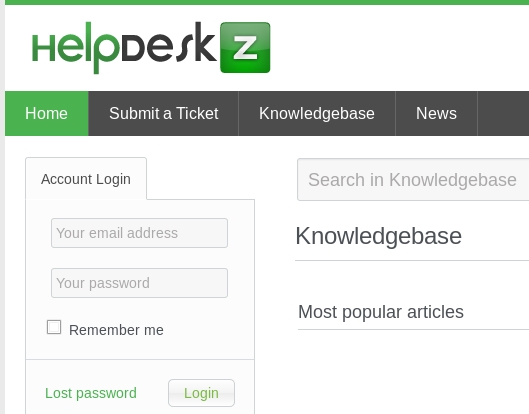 HelpDesk Z
Home Submit a Ticket Knowledgebase News
Account Login
Search in Knowledgebase
Your email address
Knowledgebase
Your password
Most popular articles
Remember me
Lost password Login